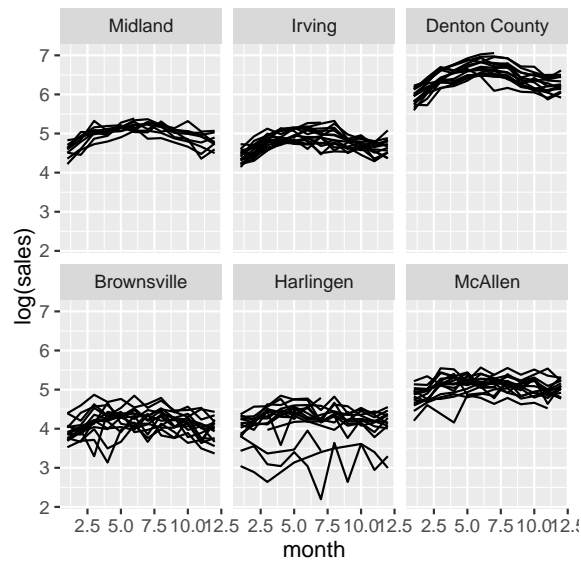 Midland Irving Denton County
7
6
5
4
3
2
log(sales)
Brownsville Harlingen McAllen
7
6
5
4
3
2
2.5 5.0 7.5 10.0 12.5 2.5 5.0 7.5 10.0 12.5 2.5 5.0 7.5 10.0 12.5
month